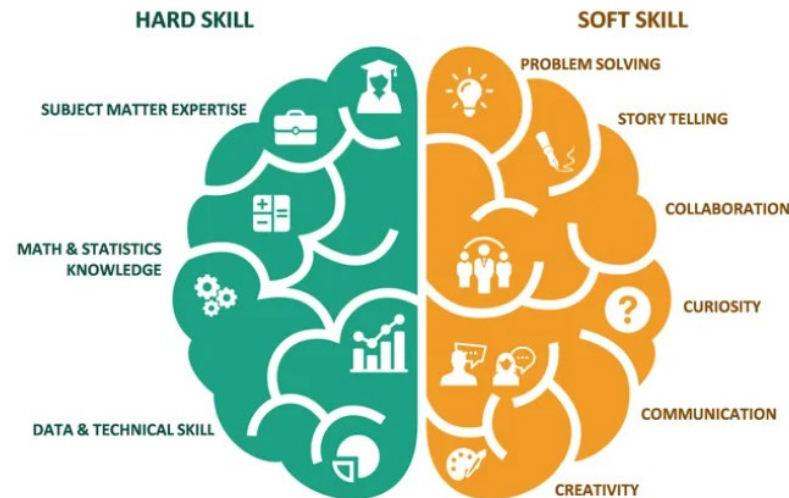 HARD SKILL
SUBJECT MATTER EXPERTISE
MATH & STATISTICS
KNOWLEDGE
DATA & TECHNICAL SKILL
SOFT SKILL
PROBLEM SOLVING
STORY TELLING
COLLABORATION
CURIOSITY
COMMUNICATION
CREATIVITY